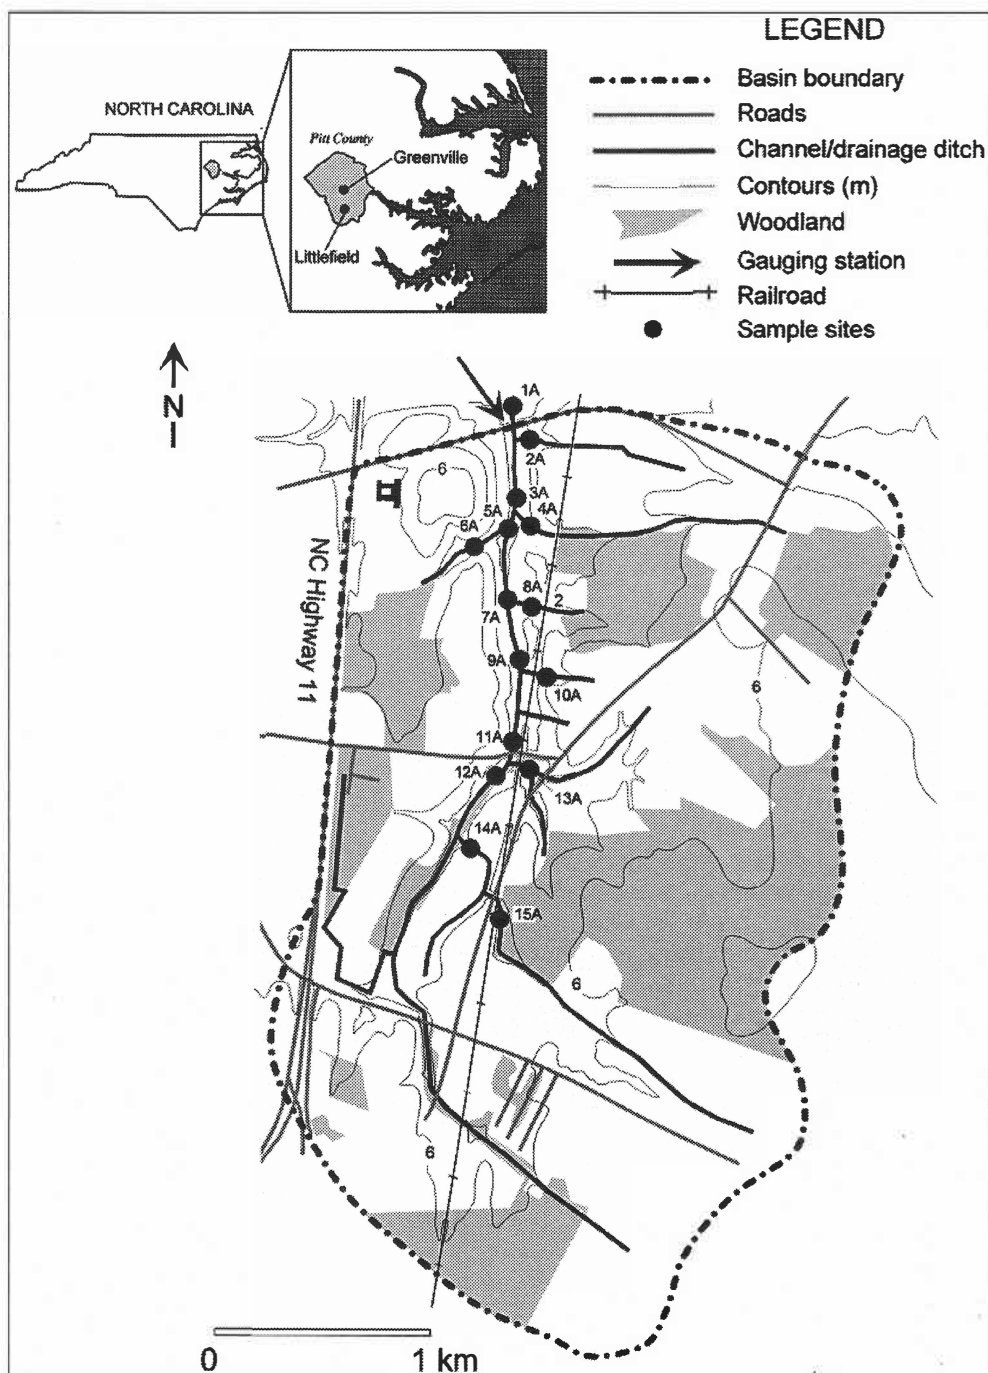 LEGEND
Basin boundary
Roads
Channel/drainage ditch
Contours (m)
Woodland
Gauging station
Railroad
Sample sites
NORTH CAROLINA
Pitt County
Greenville
Littlefield
N
1A
2A
6
3A
5A
4A
6A
8A
2
7A
NC Highway 11
9A
10A
6
11A
12A
13A
14A
15A
6
6
0
1 km